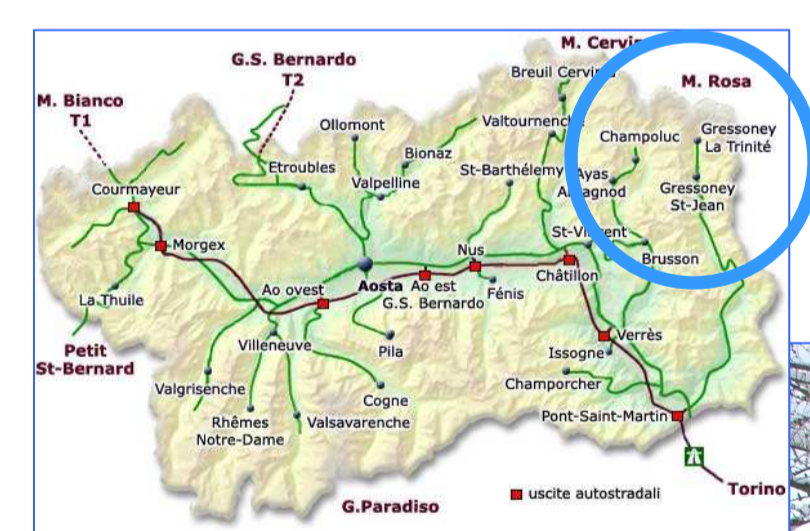 M. Cervin
G.S. Bernardo
T2
Breuil Cervin
M. Rosa
M. Bianco
T1
Ollomont
Valtournenche
Champoluc
Gressoney
La Trinité
Bionaz
Etroubles
St-Barthélemy
Ayas
Valpelline
Courmayeur
Gressoney
St-Jean
Morgex
St-Vincent
Nus
Brusson
Châtillon
Aosta
Ao est
G.S. Bernardo
Ao ovest
Fénis
La Thuile
Verrès
Petit
St-Bernard
Villeneuve
Pila
Issogne
Champorcher
Valgrisenche
Cogne
Rhêmes
Notre-Dame
Valsavarenche
Pont-Saint-Martin
Torino
uscite autostradali
G.Paradiso